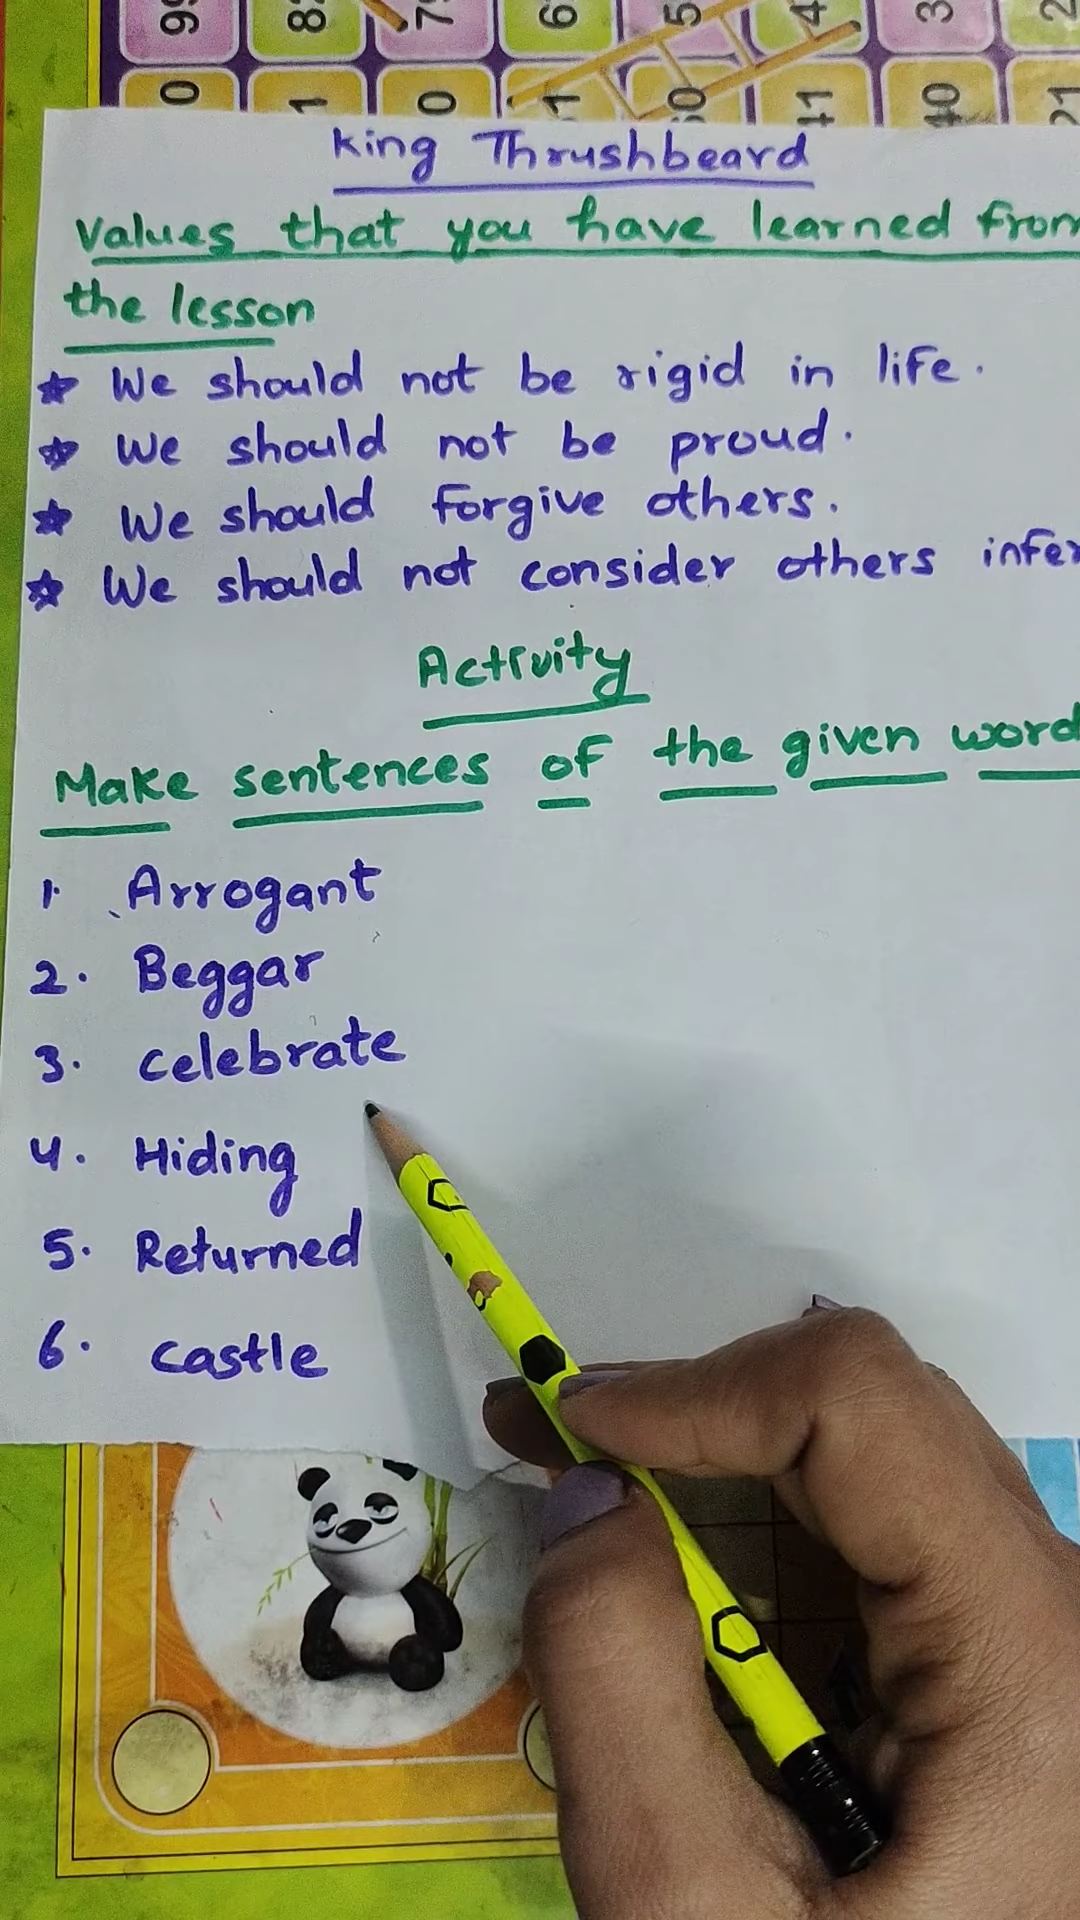 King Thrushbeard
Values that you have learned from
the lesson
We should not be rigid in life.
We should not be proud.
We should forgive others.
We should not consider others
Activity
Make sentences of the given word
1. Arrogant
2. Beggar
3. celebrate
4. Hiding
5. Returned
6. castle